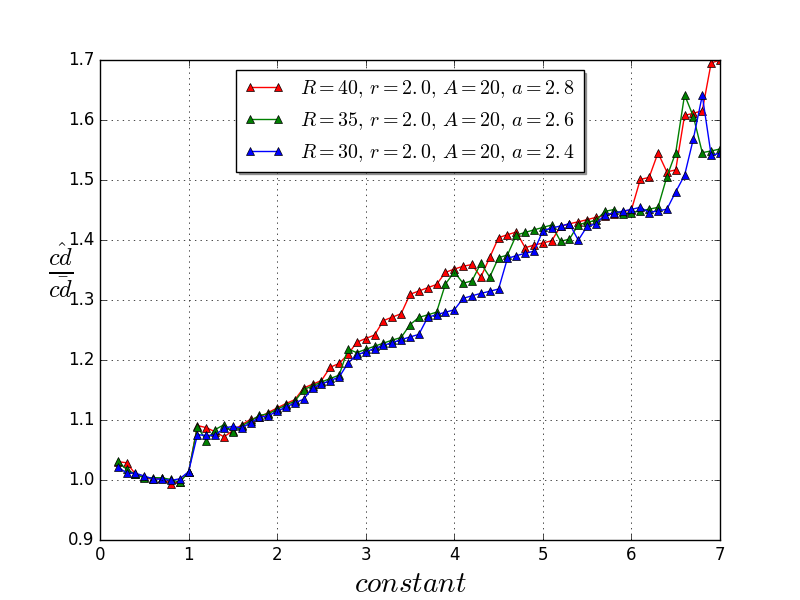 1.7
1.6
1.5
1.4
1.3
1.2
1.1
1.0
0.9
R = 40, r = 2.0, A = 20, a = 2.8
R = 35, r = 2.0, A = 20, a = 2.6
R = 30, r = 2.0, A = 20, a = 2.4
cd̂
cd̄
0 1 2 3 4 5 6 7
constant